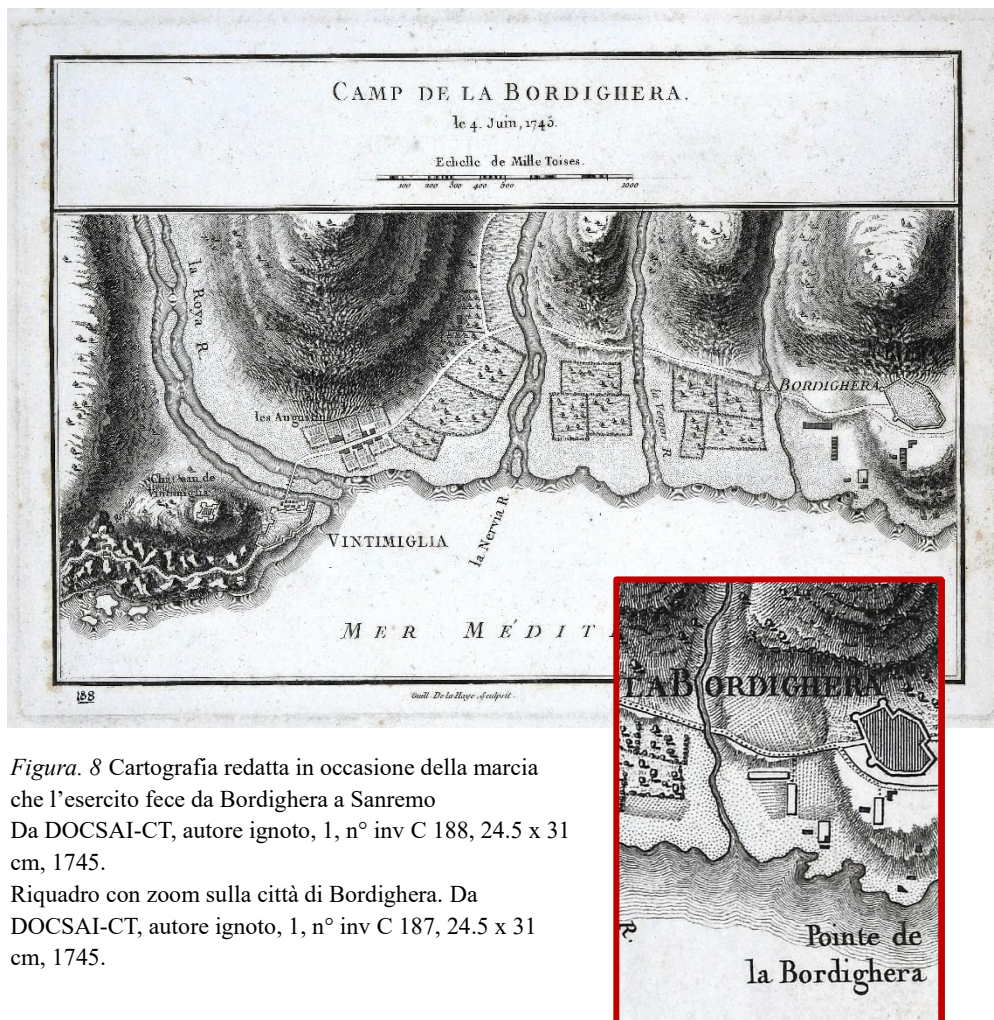 CAMP DE LA BORDIGHERA.
le 4. Juin, 1745.
Echelle de Mille Toises.
100 200 300 400 500 1000
la Roya R.
les Augustins
Château de
Vintimiglia
VINTIMIGLIA
la Nervia R.
R.
LA BORDIGHERA
MER MÉDIT
188
Guill. De la Haye, Sculpsit.
LA BORDIGHERA
R.
Pointe de
la Bordighera
Figura. 8 Cartografia redatta in occasione della marcia
che l’esercito fece da Bordighera a Sanremo
Da DOCSAI-CT, autore ignoto, 1, n° inv C 188, 24.5 x 31
cm, 1745.
Riquadro con zoom sulla città di Bordighera. Da
DOCSAI-CT, autore ignoto, 1, n° inv C 187, 24.5 x 31
cm, 1745.